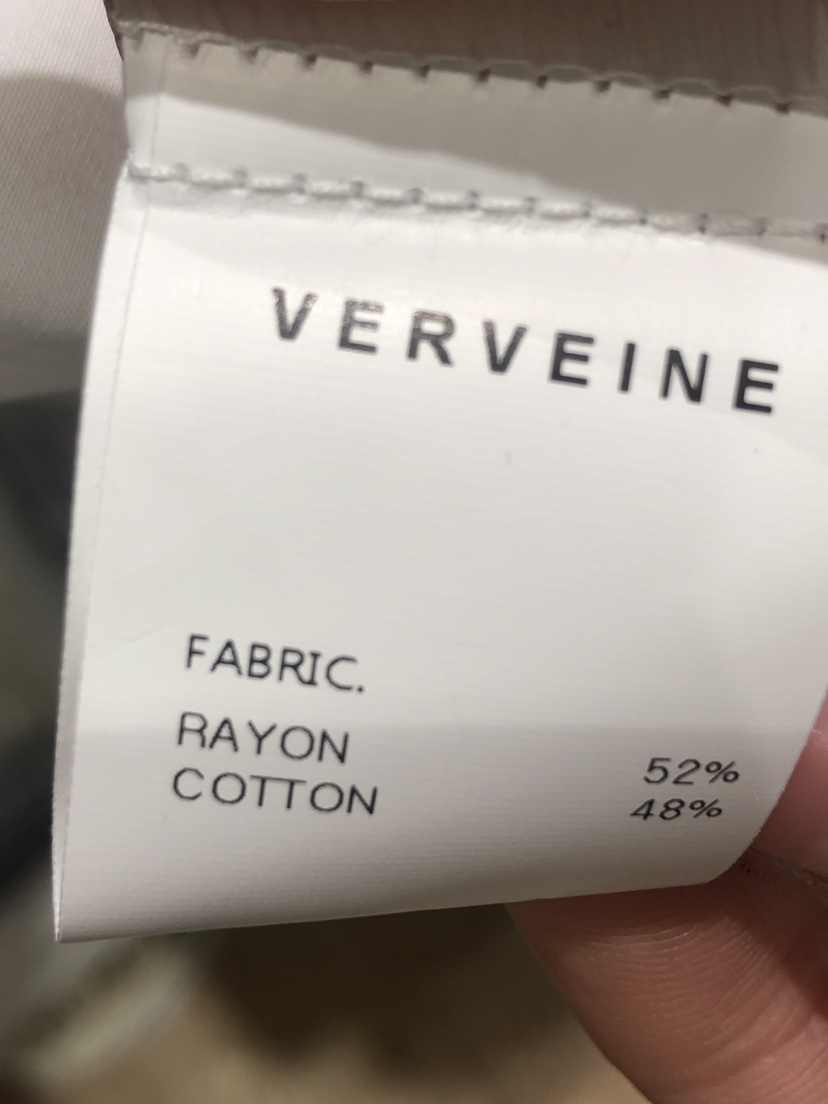 VERVEINE
FABRIC.
RAYON 52%
COTTON 48%